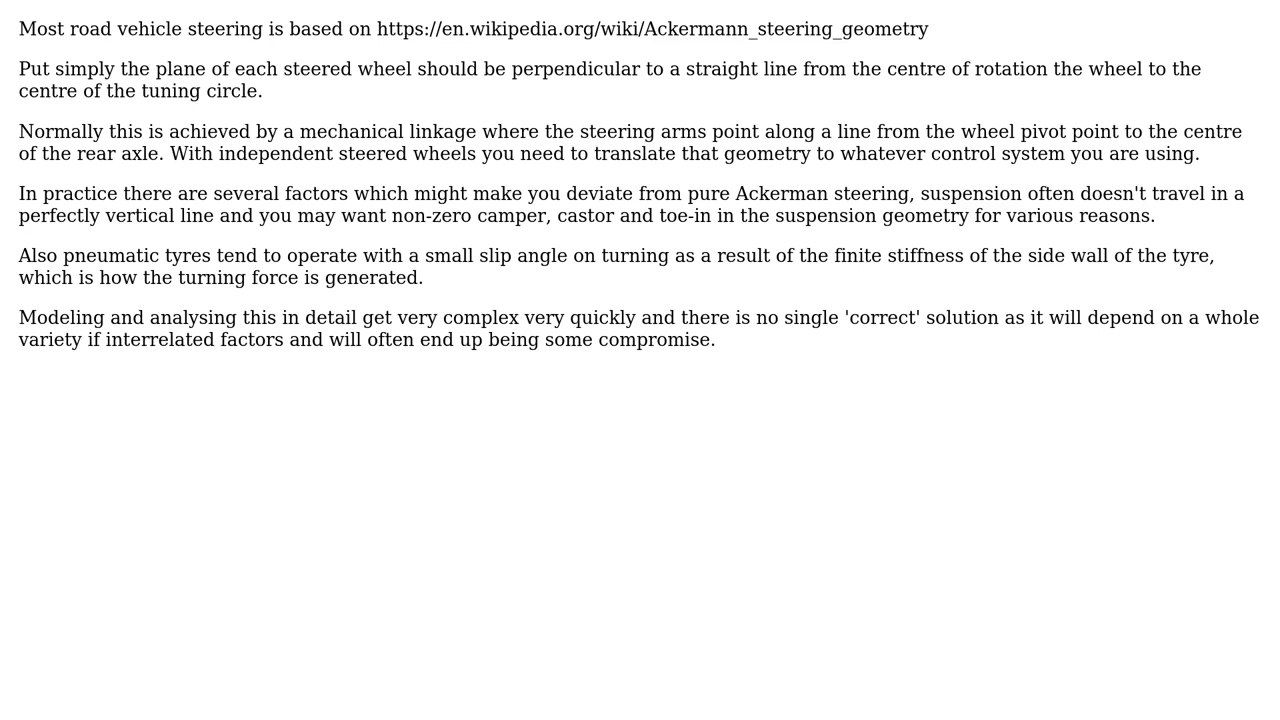 Most road vehicle steering is based on https://en.wikipedia.org/wiki/Ackermann_steering_geometry
Put simply the plane of each steered wheel should be perpendicular to a straight line from the centre of rotation the wheel to the
centre of the tuning circle.
Normally this is achieved by a mechanical linkage where the steering arms point along a line from the wheel pivot point to the centre
of the rear axle. With independent steered wheels you need to translate that geometry to whatever control system you are using.
In practice there are several factors which might make you deviate from pure Ackerman steering, suspension often doesn't travel in a
perfectly vertical line and you may want non-zero camper, castor and toe-in in the suspension geometry for various reasons.
Also pneumatic tyres tend to operate with a small slip angle on turning as a result of the finite stiffness of the side wall of the tyre,
which is how the turning force is generated.
Modeling and analysing this in detail get very complex very quickly and there is no single 'correct' solution as it will depend on a whole
variety if interrelated factors and will often end up being some compromise.